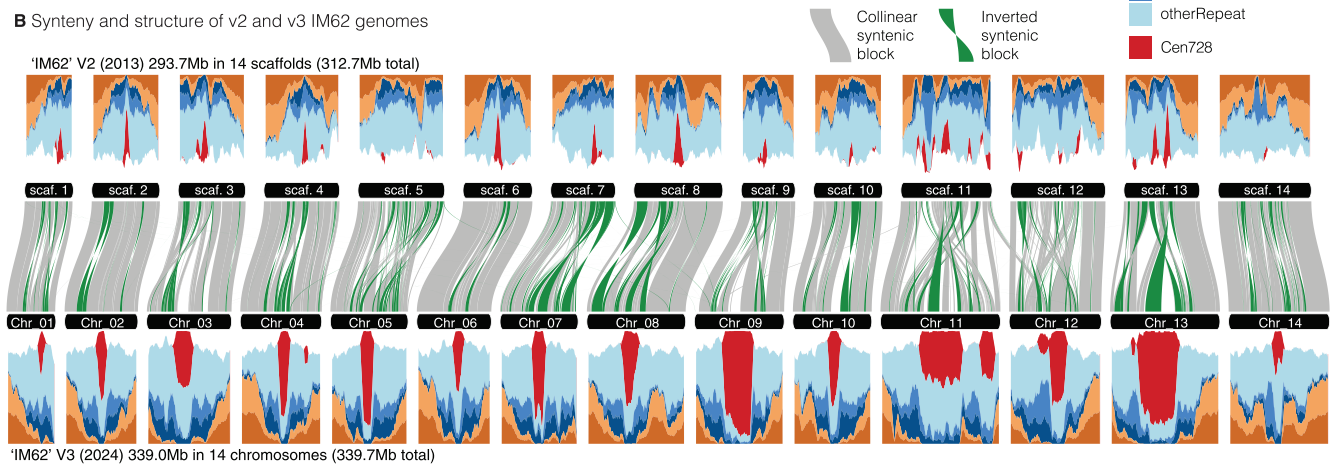 B Synteny and structure of v2 and v3 IM62 genomes
Collinear
syntenic
block
Inverted
syntenic
block
otherRepeat
Cen728
‘IM62’ V2 (2013) 293.7Mb in 14 scaffolds (312.7Mb total)
scaf. 1 scaf. 2 scaf. 3 scaf. 4 scaf. 5 scaf. 6 scaf. 7 scaf. 8 scaf. 9 scaf. 10 scaf. 11 scaf. 12 scaf. 13 scaf. 14
Chr_01 Chr_02 Chr_03 Chr_04 Chr_05 Chr_06 Chr_07 Chr_08 Chr_09 Chr_10 Chr_11 Chr_12 Chr_13 Chr_14
‘IM62’ V3 (2024) 339.0Mb in 14 chromosomes (339.7Mb total)